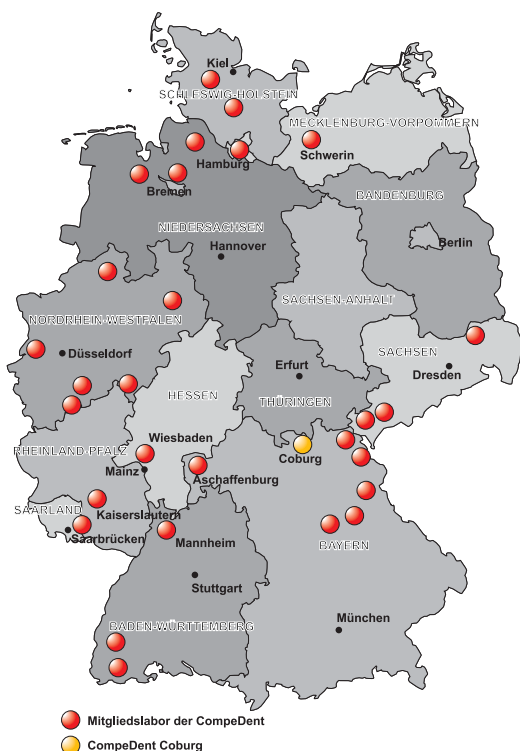 Kiel
SCHLESWIG-HOLSTEIN
MECKLENBURG-VORPOMMERN
Schwerin
Hamburg
Bremen
BANDENBURG
NIEDERSACHSEN
Berlin
Hannover
SACHSEN-ANHALT
NORDRHEIN-WESTFALEN
Düsseldorf
SACHSEN
Dresden
Erfurt
HESSEN
THÜRINGEN
Wiesbaden
RHEINLAND-PFALZ
Coburg
Mainz
Aschaffenburg
SAARLAND
Kaiserslautern
Saarbrücken
Mannheim
BAYERN
Stuttgart
München
BADEN-WÜRTTEMBERG
Mitgliedslabor der CompeDent
CompeDent Coburg